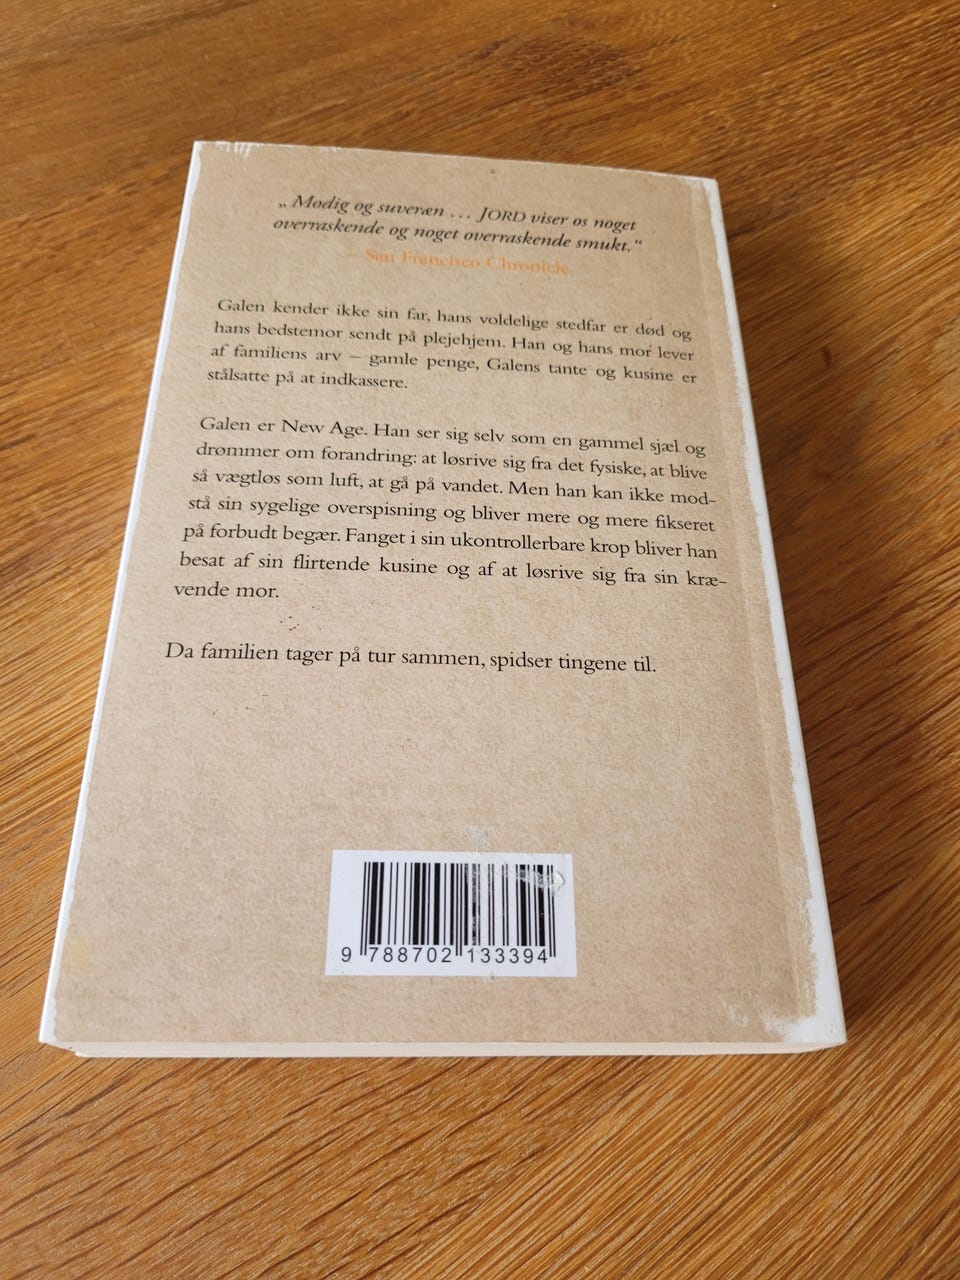 „ Modig og suveræn ... JORD viser os noget
overraskende og noget overraskende smukt.“
– San Francisco Chronicle.
Galen kender ikke sin far, hans voldelige stedfar er død og
hans bedstemor sendt på plejehjem. Han og hans mor lever
af familiens arv – gamle penge, Galens tante og kusine er
stålsatte på at indkassere.
Galen er New Age. Han ser sig selv som en gammel sjæl og
drømmer om forandring: at løsrive sig fra det fysiske, at blive
så vægtløs som luft, at gå på vandet. Men han kan ikke mod-
stå sin sygelige overspisning og bliver mere og mere fikseret
på forbudt begær. Fanget i sin ukontrollerbare krop bliver han
besat af sin flirtende kusine og af at løsrive sig fra sin kræ-
vende mor.
Da familien tager på tur sammen, spidser tingene til.
9 788702 133394